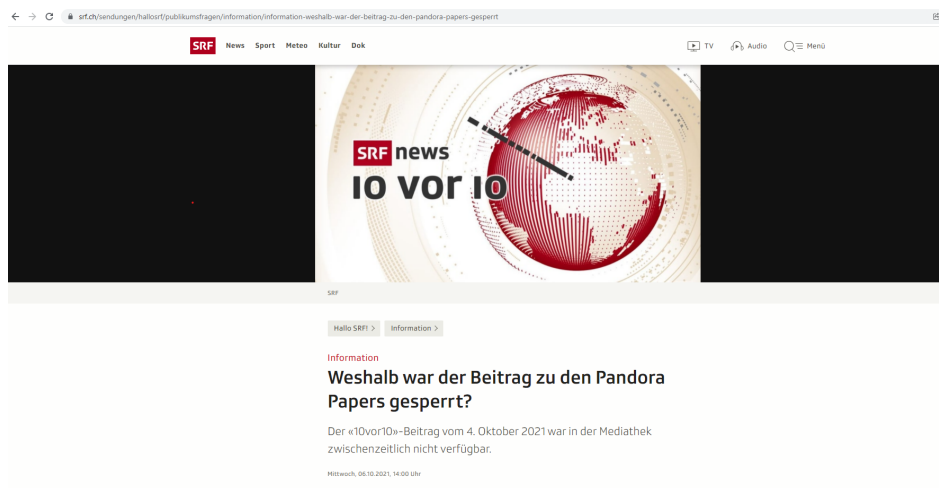 srf.ch/sendungen/hallosrf/publikumsfragen/information/information-weshalb-war-der-beitrag-zu-den-pandora-papers-gesperrt
SRF News Sport Meteo Kultur Dok TV Audio Menü
SRF news
10 vor 10
SRF
Hallo SRF! > Information >
Information
Weshalb war der Beitrag zu den Pandora
Papers gesperrt?
Der «10vor10»-Beitrag vom 4. Oktober 2021 war in der Mediathek
zwischenzeitlich nicht verfügbar.
Mittwoch, 06.10.2021, 14:00 Uhr